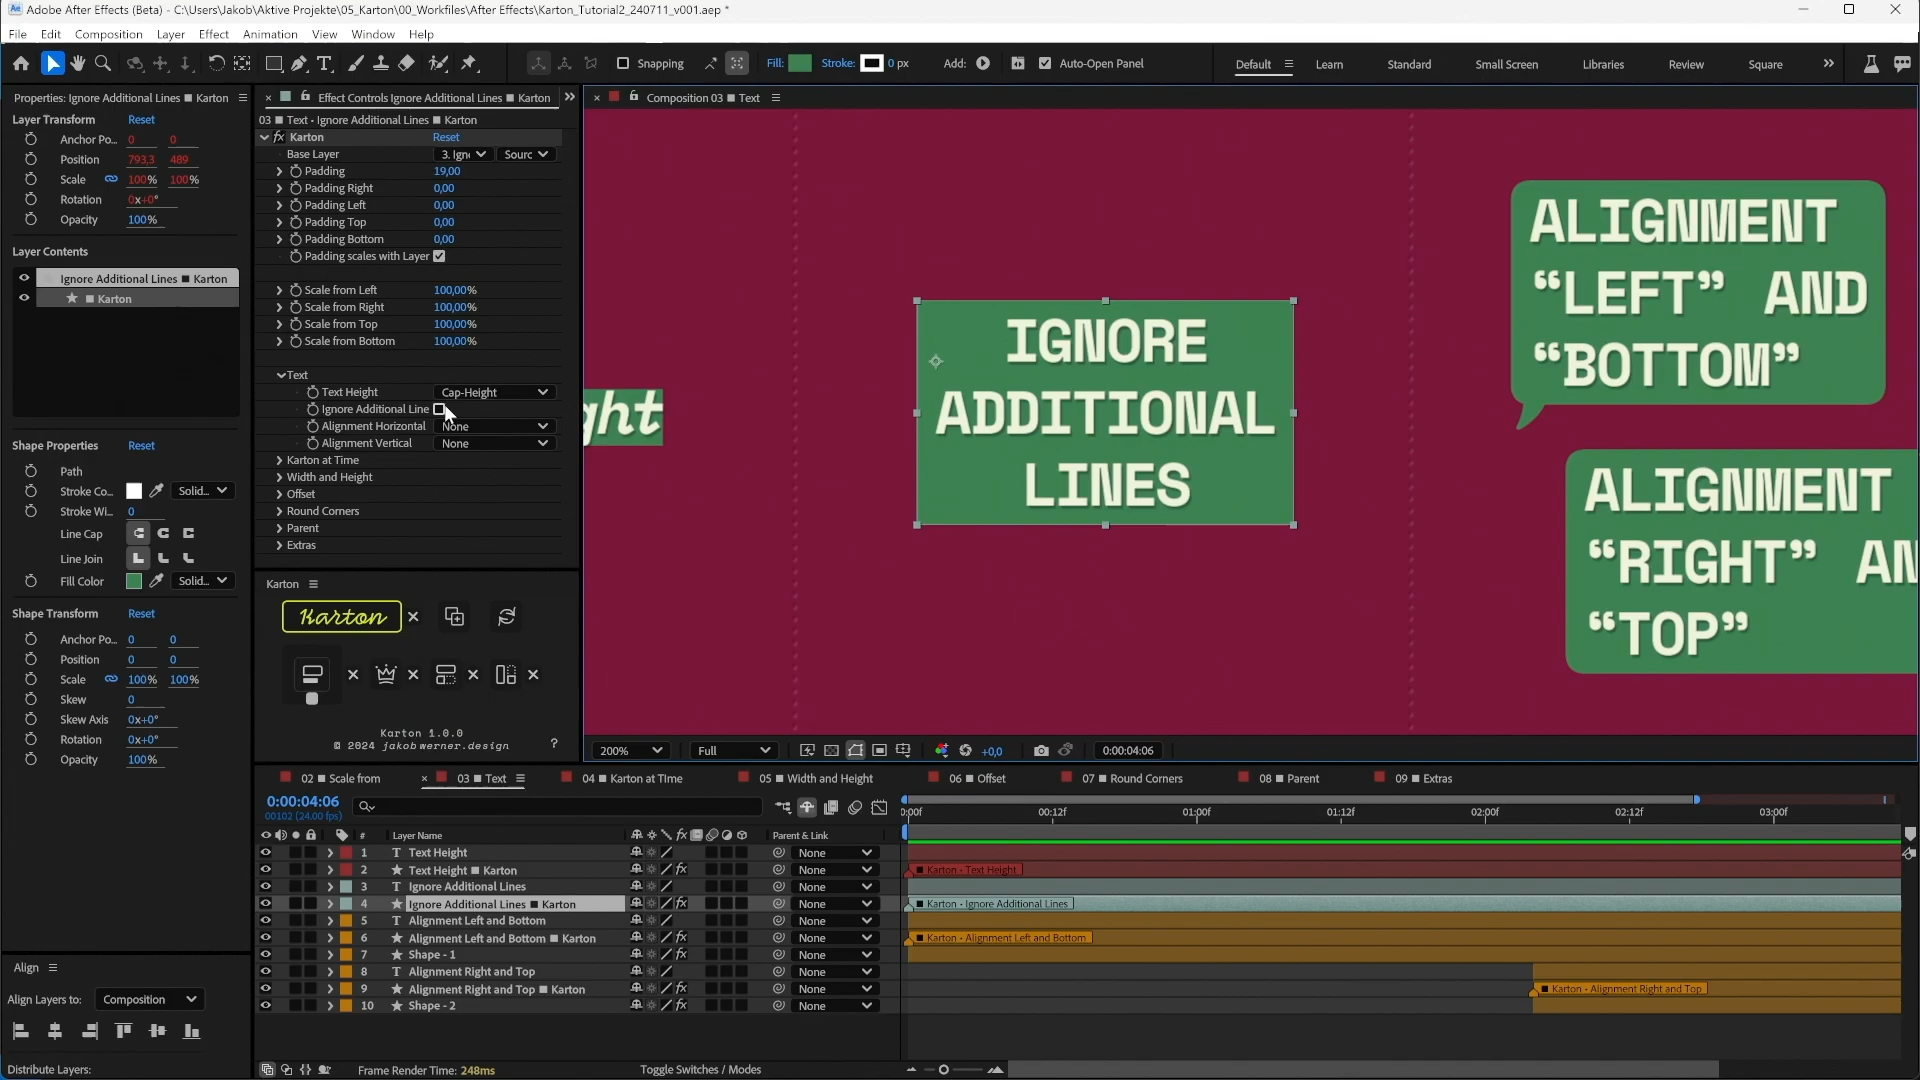 Adobe After Effects (Beta) - C:\Users\Jakob\Aktive Projekte\05_Karton\00_Workfiles\After Effects\Karton_Tutorial2_240711_v001.aep *
File Edit Composition Layer Effect Animation View Window Help
Snapping Fill: Stroke: 0 px Add: Auto-Open Panel Default Learn Standard Small Screen Libraries Review Square
Properties: Ignore Additional Lines ■ Karton
Layer Transform Reset
Anchor Po... 0 0
Position 793,3 489
Scale 100% 100%
Rotation 0x+0°
Opacity 100%
Layer Contents
Ignore Additional Lines ■ Karton
■ Karton
Shape Properties Reset
Path
Stroke Co... Solid...
Stroke Wi... 0
Line Cap
Line Join
Fill Color Solid...
Shape Transform Reset
Anchor Po... 0 0
Position 0 0
Scale 100% 100%
Skew 0
Skew Axis 0x+0°
Rotation 0x+0°
Opacity 100%
Align
Align Layers to: Composition
Distribute Layers:
Effect Controls Ignore Additional Lines ■ Karton
03 ■ Text • Ignore Additional Lines ■ Karton
fx Karton Reset
Base Layer 3. Ign Sourc
Padding 19,00
Padding Right 0,00
Padding Left 0,00
Padding Top 0,00
Padding Bottom 0,00
Padding scales with Layer
Scale from Left 100,00%
Scale from Right 100,00%
Scale from Top 100,00%
Scale from Bottom 100,00%
Text
Text Height Cap-Height
Ignore Additional Line
Alignment Horizontal None
Alignment Vertical None
Karton at Time
Width and Height
Offset
Round Corners
Parent
Extras
Karton
Karton
Karton 1.0.0
© 2024 jakobwerner.design ?
Composition 03 ■ Text
ght
IGNORE
ADDITIONAL
LINES
ALIGNMENT
“LEFT” AND
“BOTTOM”
ALIGNMENT
“RIGHT” AN
“TOP”
200% Full +0,0 0:00:04:06
02 ■ Scale from 03 ■ Text 04 ■ Karton at TIme 05 ■ Width and Height 06 ■ Offset 07 ■ Round Corners 08 ■ Parent 09 ■ Extras
0:00:04:06
00102 (24.00 fps)
0:00f 00:12f 01:00f 01:12f 02:00f 02:12f 03:00f
# Layer Name fx Parent & Link
1 T Text Height None
2 Text Height ■ Karton fx None ■ Karton - Text Height
3 T Ignore Additional Lines None
4 Ignore Additional Lines ■ Karton fx None ■ Karton - Ignore Additional Lines
5 T Alignment Left and Bottom None
6 Alignment Left and Bottom ■ Karton fx None ■ Karton - Alignment Left and Bottom
7 Shape - 1 fx None
8 T Alignment Right and Top None
9 Alignment Right and Top ■ Karton fx None ■ Karton - Alignment Right and Top
10 Shape - 2 fx None
Frame Render Time: 248ms Toggle Switches / Modes